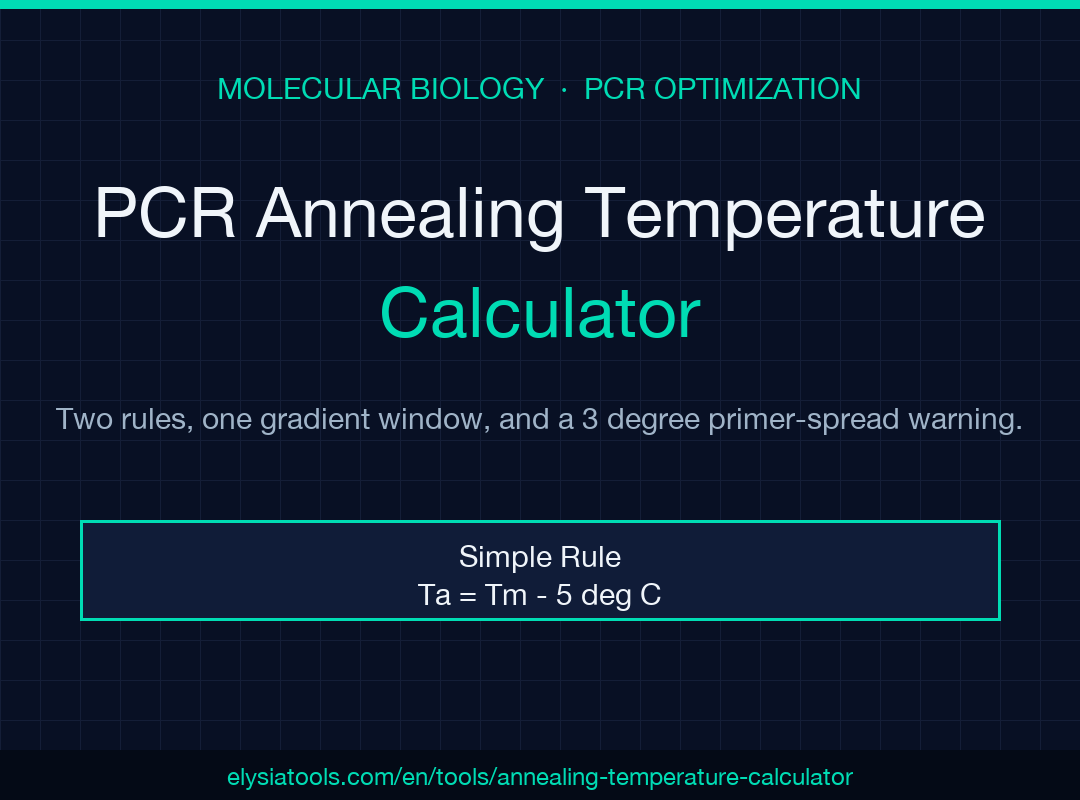 MOLECULAR BIOLOGY · PCR OPTIMIZATION
PCR Annealing Temperature
Calculator
Two rules, one gradient window, and a 3 degree primer-spread warning.
Simple Rule
Ta = Tm - 5 deg C
elysiatools.com/en/tools/annealing-temperature-calculator